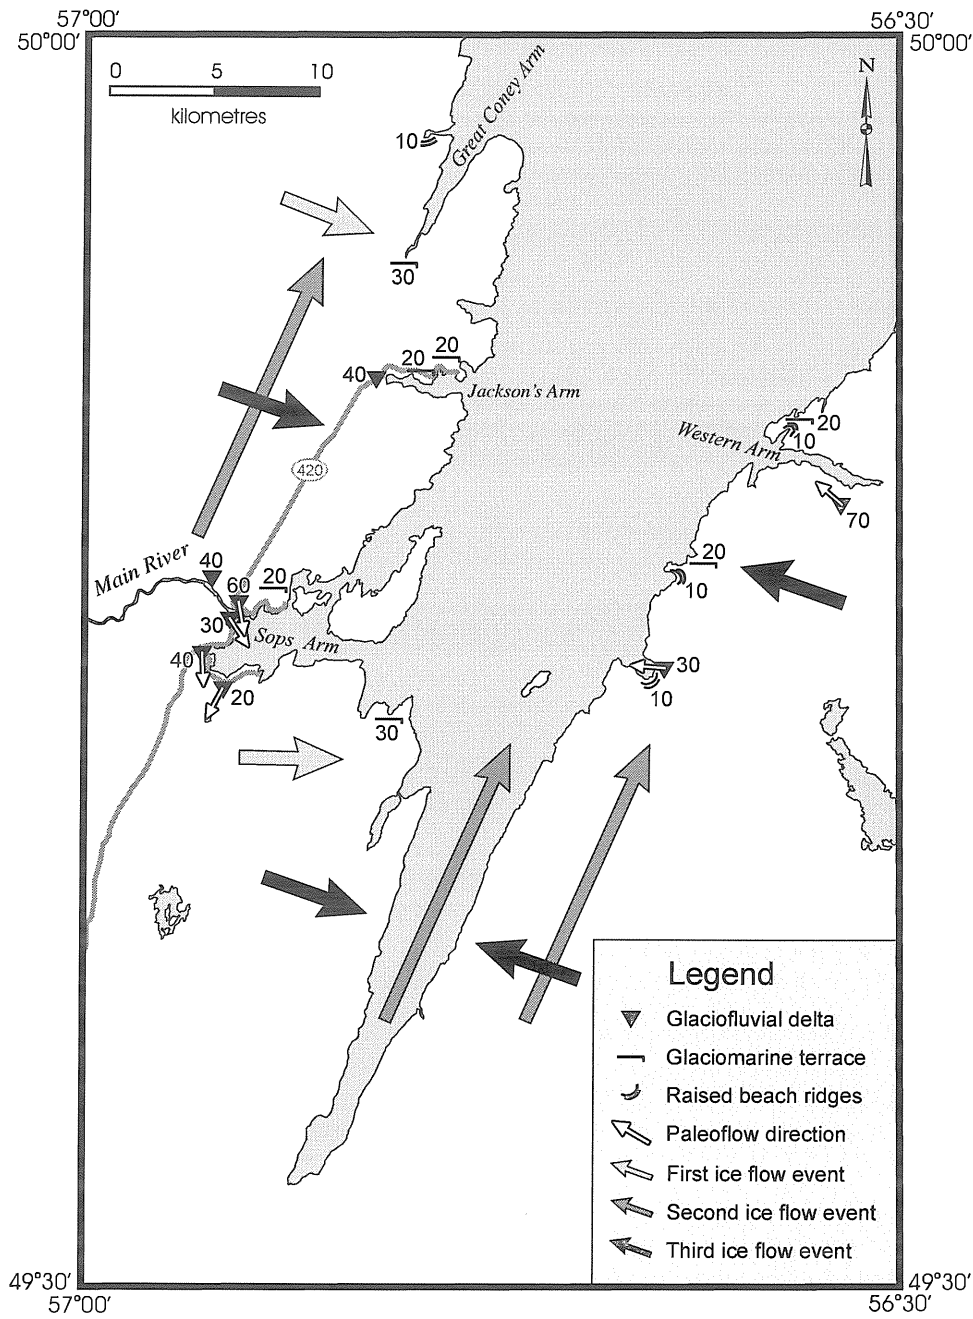 57°00'
56°30'
50°00'
50°00'
0 5 10
kilometres
N
Great Coney Arm
10
30
20
20
40
Jackson's Arm
Western Arm
20
10
420
70
Main River
40
60
20
20
10
30
Sops Arm
40
30
20
10
30
Legend
Glaciofluvial delta
Glaciomarine terrace
Raised beach ridges
Paleoflow direction
First ice flow event
Second ice flow event
Third ice flow event
49°30'
49°30'
57°00'
56°30'